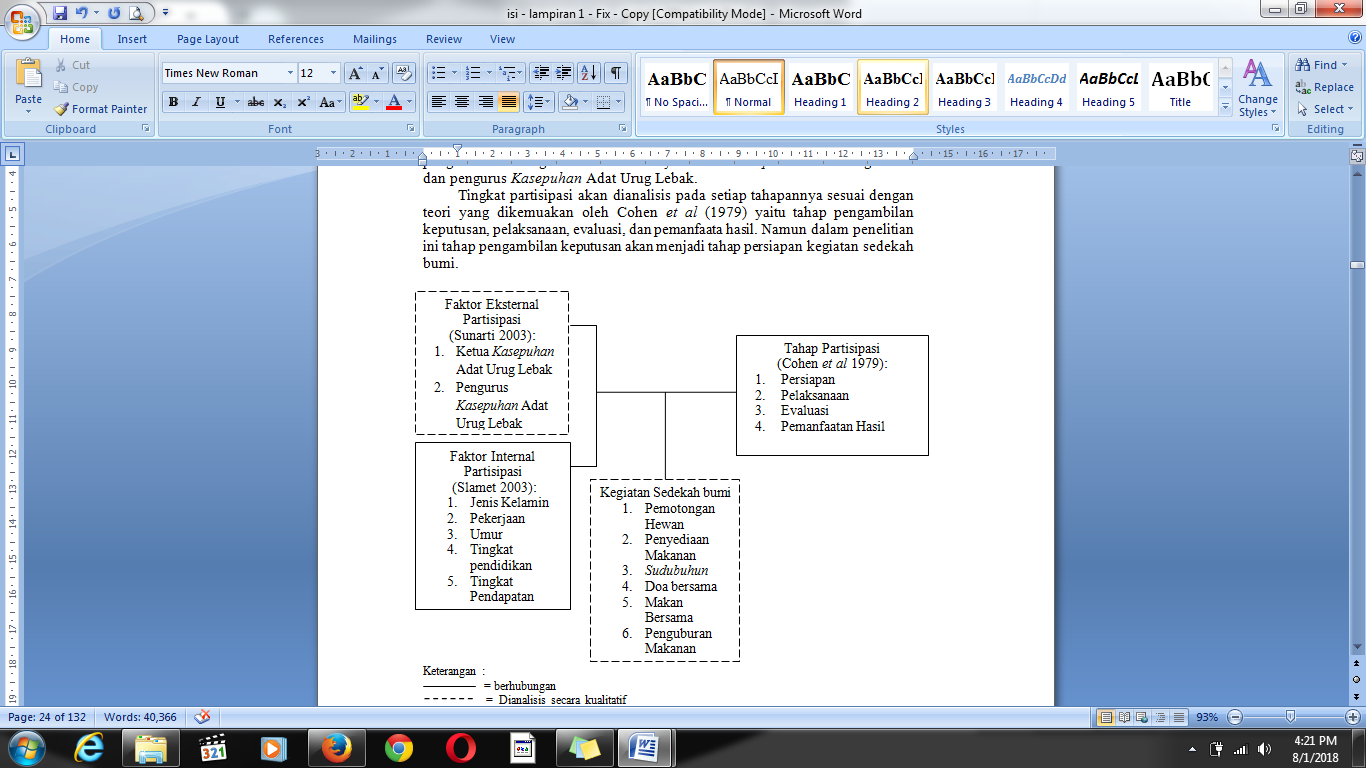 isi - lampiran 1 - Fix - Copy [Compatibility Mode] - Microsoft Word
Home Insert Page Layout References Mailings Review View
Paste
Cut
Copy
Format Painter
Clipboard
Times New Roman 12
Font
Paragraph
AaBbC AaBbCcI AaBbC AaBbCcI AaBbCcI AaBbCcDd AaBbCcL AaBbC
¶ No Spaci... ¶ Normal Heading 1 Heading 2 Heading 3 Heading 4 Heading 5 Title
Change Styles
Styles
Find
Replace
Select
Editing
dan pengurus Kasepuhan Adat Urug Lebak.
Tingkat partisipasi akan dianalisis pada setiap tahapannya sesuai dengan
teori yang dikemuakan oleh Cohen et al (1979) yaitu tahap pengambilan
keputusan, pelaksanaan, evaluasi, dan pemanfaata hasil. Namun dalam penelitian
ini tahap pengambilan keputusan akan menjadi tahap persiapan kegiatan sedekah
bumi.
Faktor Eksternal
Partisipasi
(Sunarti 2003):
1. Ketua Kasepuhan
Adat Urug Lebak
2. Pengurus
Kasepuhan Adat
Urug Lebak
Faktor Internal
Partisipasi
(Slamet 2003):
1. Jenis Kelamin
2. Pekerjaan
3. Umur
4. Tingkat
pendidikan
5. Tingkat
Pendapatan
Kegiatan Sedekah bumi
1. Pemotongan
Hewan
2. Penyediaan
Makanan
3. Sudubuhun
4. Doa bersama
5. Makan
Bersama
6. Penguburan
Makanan
Tahap Partisipasi
(Cohen et al 1979):
1. Persiapan
2. Pelaksanaan
3. Evaluasi
4. Pemanfaatan Hasil
Keterangan :
= berhubungan
= Dianalisis secara kualitatif
Page: 24 of 132 Words: 40,366 93%
4:21 PM
8/1/2018